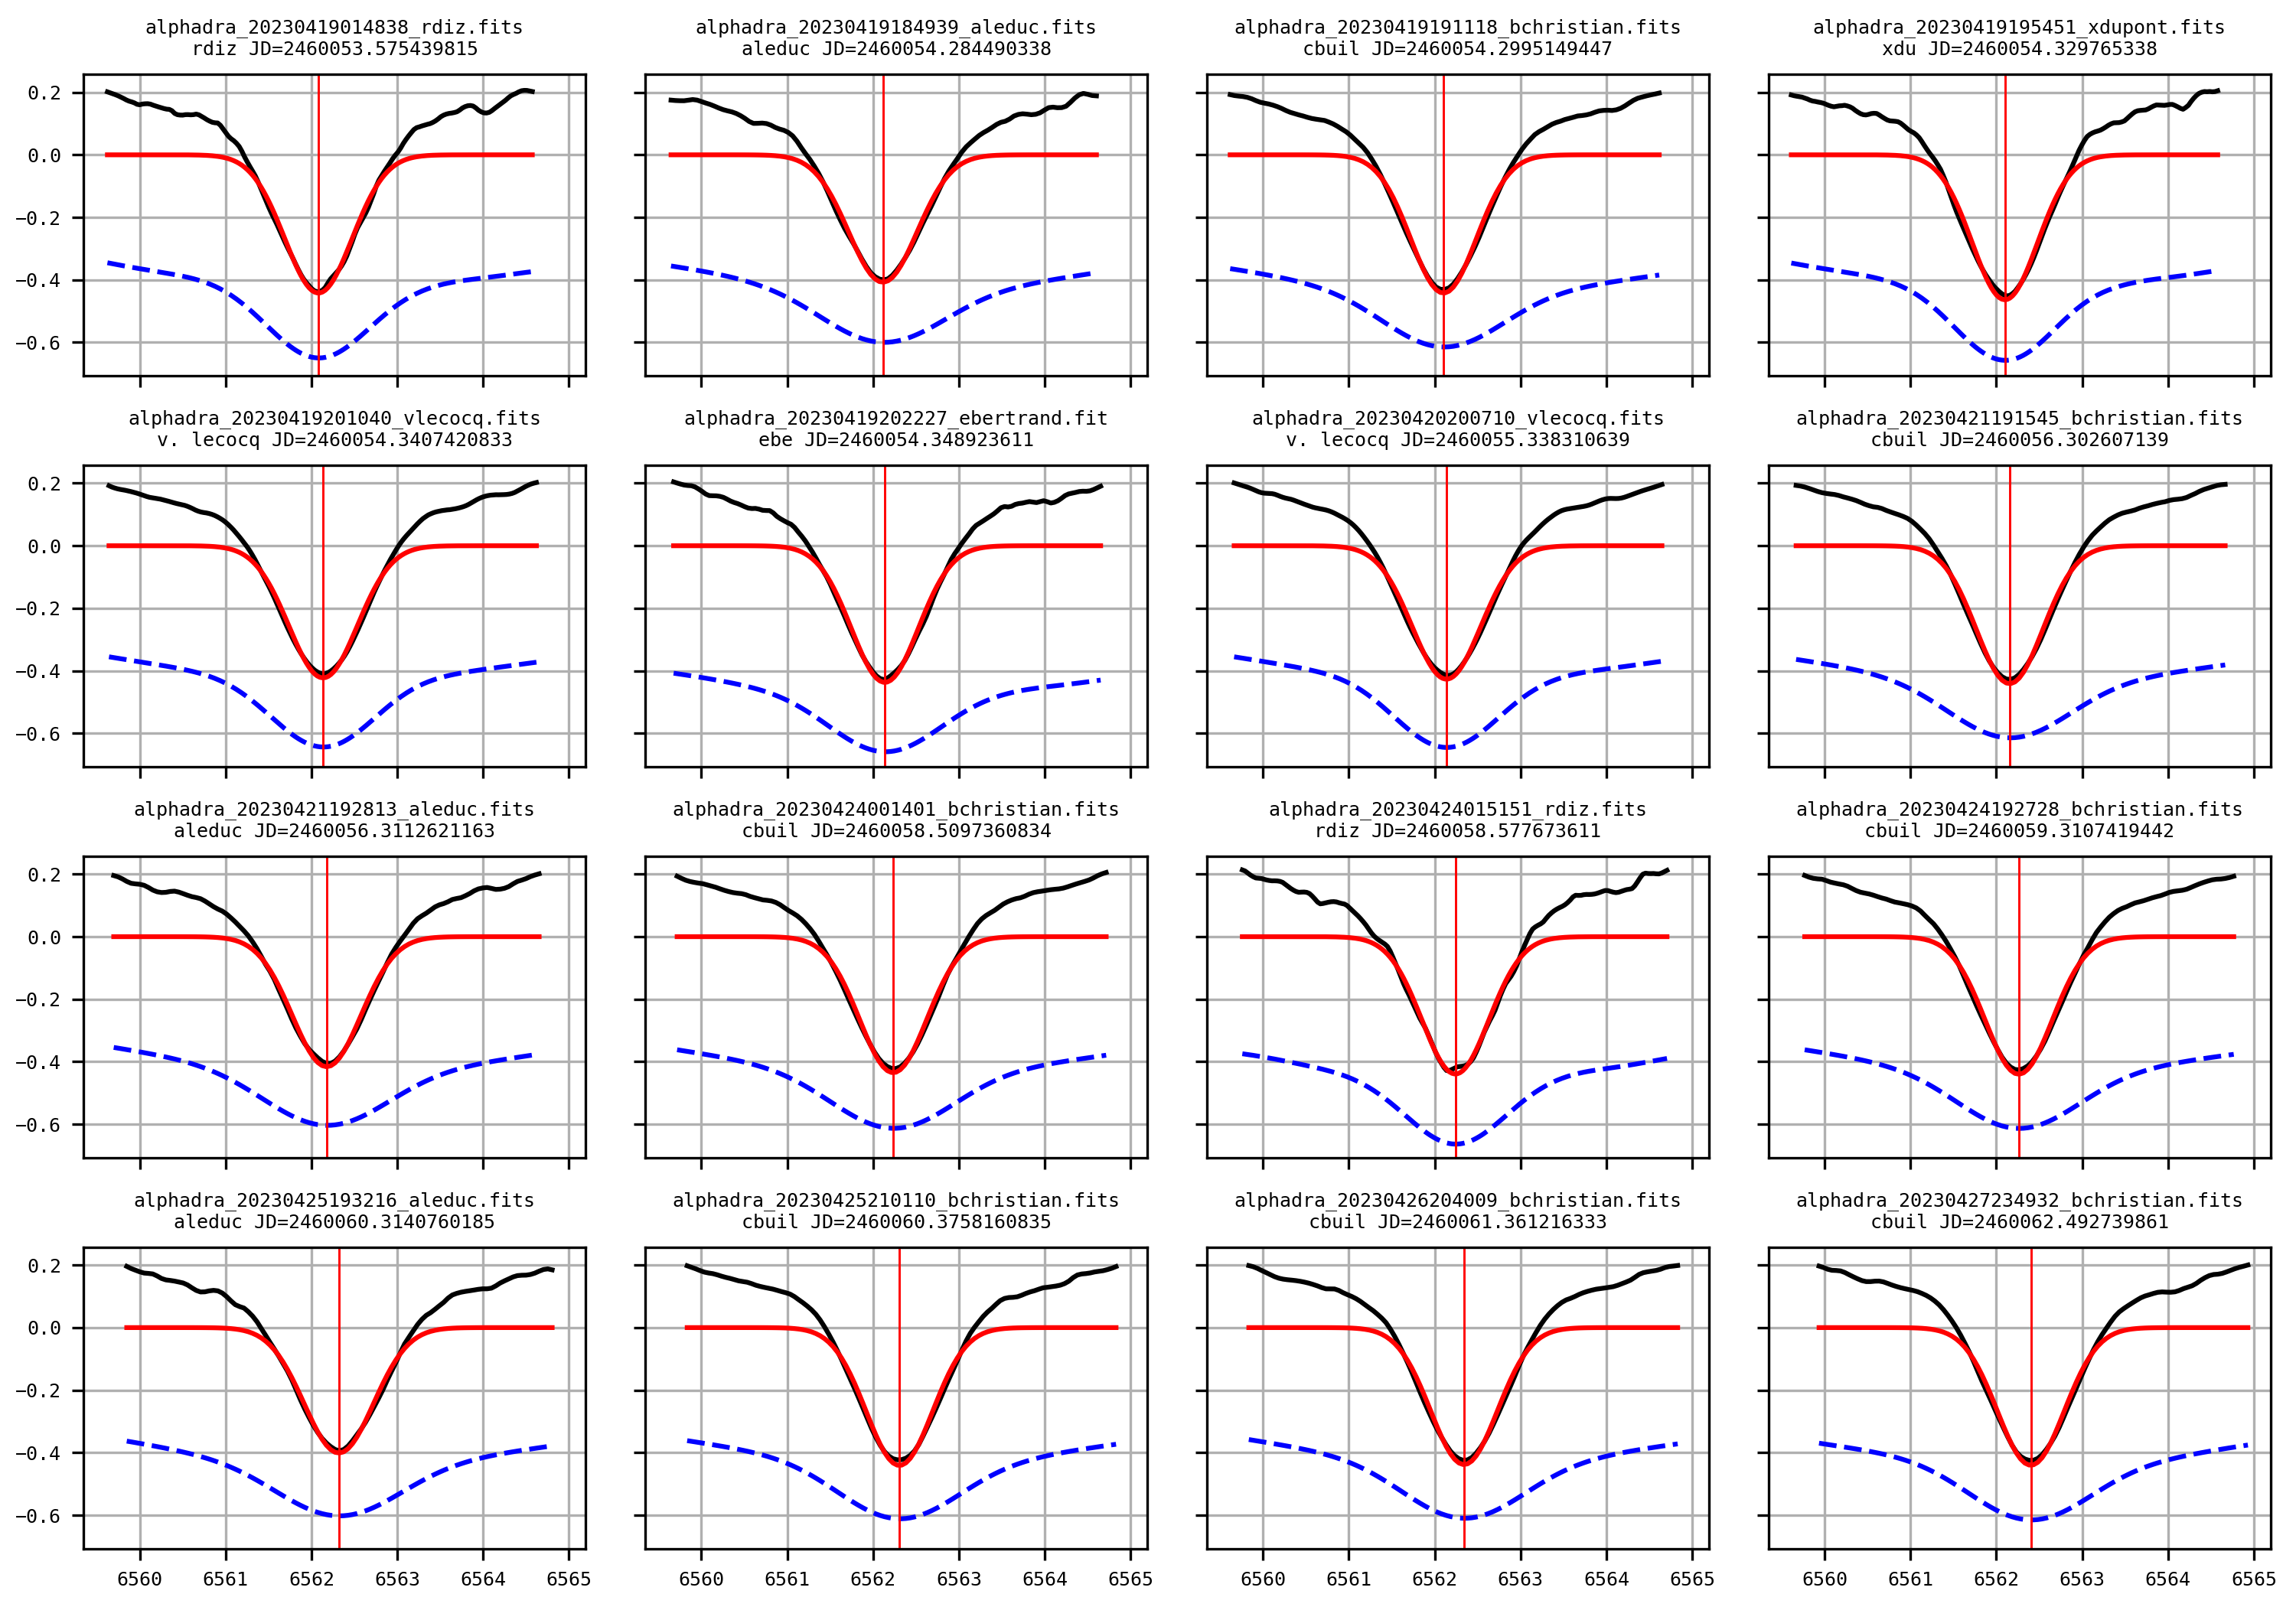 alphadra_20230419014838_rdiz.fits
rdiz JD=2460053.575439815
alphadra_20230419184939_aleduc.fits
aleduc JD=2460054.284490338
alphadra_20230419191118_bchristian.fits
cbuil JD=2460054.2995149447
alphadra_20230419195451_xdupont.fits
xdu JD=2460054.329765338
0.2
0.0
−0.2
−0.4
−0.6
alphadra_20230419201040_vlecocq.fits
v. lecocq JD=2460054.3407420833
alphadra_20230419202227_ebertrand.fit
ebe JD=2460054.348923611
alphadra_20230420200710_vlecocq.fits
v. lecocq JD=2460055.338310639
alphadra_20230421191545_bchristian.fits
cbuil JD=2460056.302607139
0.2
0.0
−0.2
−0.4
−0.6
alphadra_20230421192813_aleduc.fits
aleduc JD=2460056.3112621163
alphadra_20230424001401_bchristian.fits
cbuil JD=2460058.5097360834
alphadra_20230424015151_rdiz.fits
rdiz JD=2460058.577673611
alphadra_20230424192728_bchristian.fits
cbuil JD=2460059.3107419442
0.2
0.0
−0.2
−0.4
−0.6
alphadra_20230425193216_aleduc.fits
aleduc JD=2460060.3140760185
alphadra_20230425210110_bchristian.fits
cbuil JD=2460060.3758160835
alphadra_20230426204009_bchristian.fits
cbuil JD=2460061.361216333
alphadra_20230427234932_bchristian.fits
cbuil JD=2460062.492739861
0.2
0.0
−0.2
−0.4
−0.6
6560 6561 6562 6563 6564 6565
6560 6561 6562 6563 6564 6565
6560 6561 6562 6563 6564 6565
6560 6561 6562 6563 6564 6565